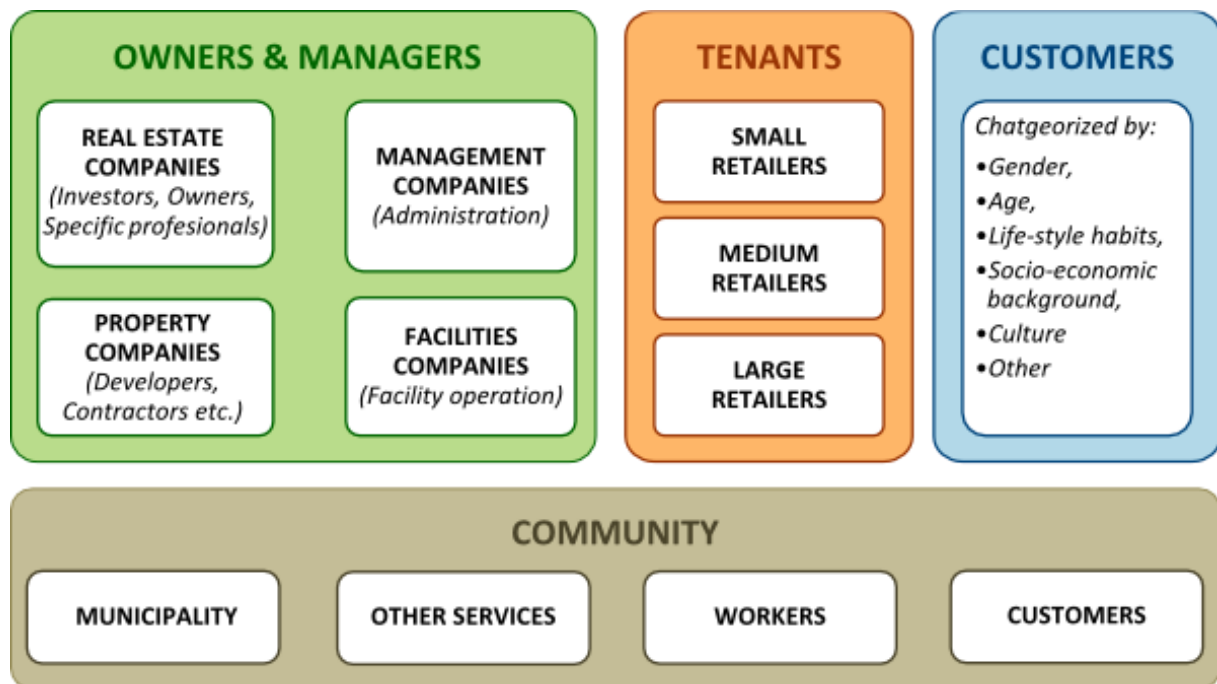 OWNERS & MANAGERS
REAL ESTATE
COMPANIES
(Investors, Owners,
Specific profesionals)
MANAGEMENT
COMPANIES
(Administration)
PROPERTY
COMPANIES
(Developers,
Contractors etc.)
FACILITIES
COMPANIES
(Facility operation)
TENANTS
SMALL
RETAILERS
MEDIUM
RETAILERS
LARGE
RETAILERS
CUSTOMERS
Chatgeorized by:
•Gender,
•Age,
•Life-style habits,
•Socio-economic
background,
•Culture
•Other
COMMUNITY
MUNICIPALITY
OTHER SERVICES
WORKERS
CUSTOMERS